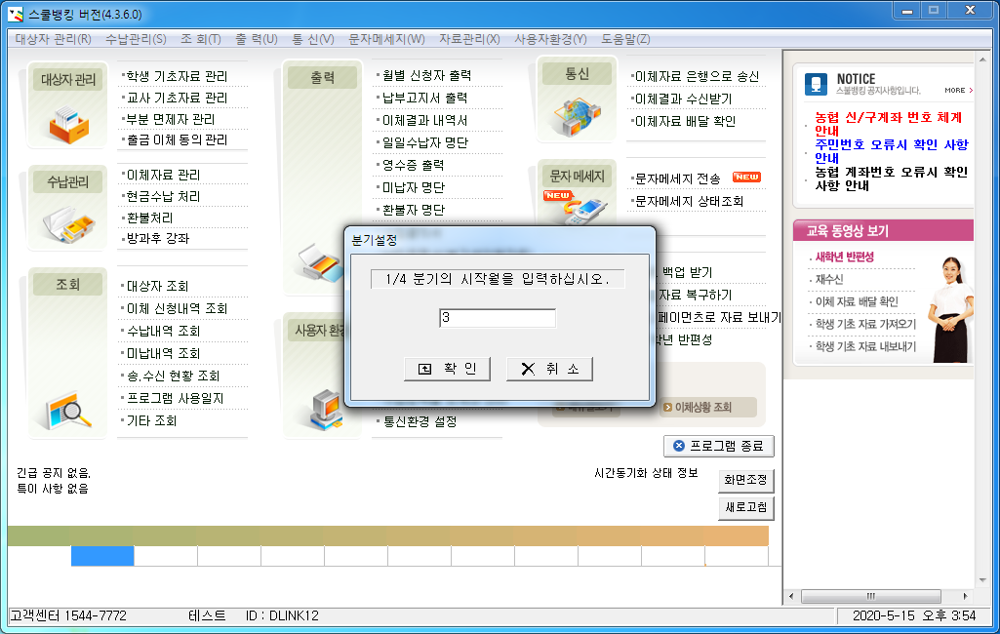 스쿨뱅킹 버전(4.3.6.0)
대상자 관리(R) 수납관리(S) 조 회(T) 출 력(U) 통 신(V) 문자메세지(W) 자료관리(X) 사용자환경(Y) 도움말(Z)
대상자 관리
학생 기초자료 관리
교사 기초자료 관리
부분 면제자 관리
출금 이체 동의 관리
수납관리
이체자료 관리
현금수납 처리
환불처리
방과후 강좌
조 회
대상자 조회
이체 신청내역 조회
수납내역 조회
미납내역 조회
송,수신 현황 조회
프로그램 사용일지
기타 조회
출력
월별 신청자 출력
납부고지서 출력
이체결과 내역서
일일수납자 명단
영수증 출력
미납자 명단
환불자 명단
사용자 환경
통신환경 설정
통신
이체자료 은행으로 송신
이체결과 수신받기
이체자료 배달 확인
문자 메세지
NEW
문자메세지 전송 NEW
문자메세지 상태조회
백업 받기
자료 복구하기
페이먼츠로 자료 보내기
학년 반편성
이체상황 조회
분기설정
1/4 분기의 시작월을 입력하십시오.
3
확 인
취 소
프로그램 종료
긴급 공지 없음.
특이 사항 없음
시간동기화 상태 정보
화면조정
새로고침
NOTICE
스쿨뱅킹 공지사항입니다. MORE >
농협 신/구계좌 번호 체계 안내
주민번호 오류시 확인 사항 안내
농협 계좌번호 오류시 확인 사항 안내
교육 동영상 보기
새학년 반편성
재수신
이체 자료 배달 확인
학생 기초 자료 가져오기
학생 기초 자료 내보내기
고객센터 1544-7772 테스트 ID : DLINK12 2020-5-15 오후 3:54